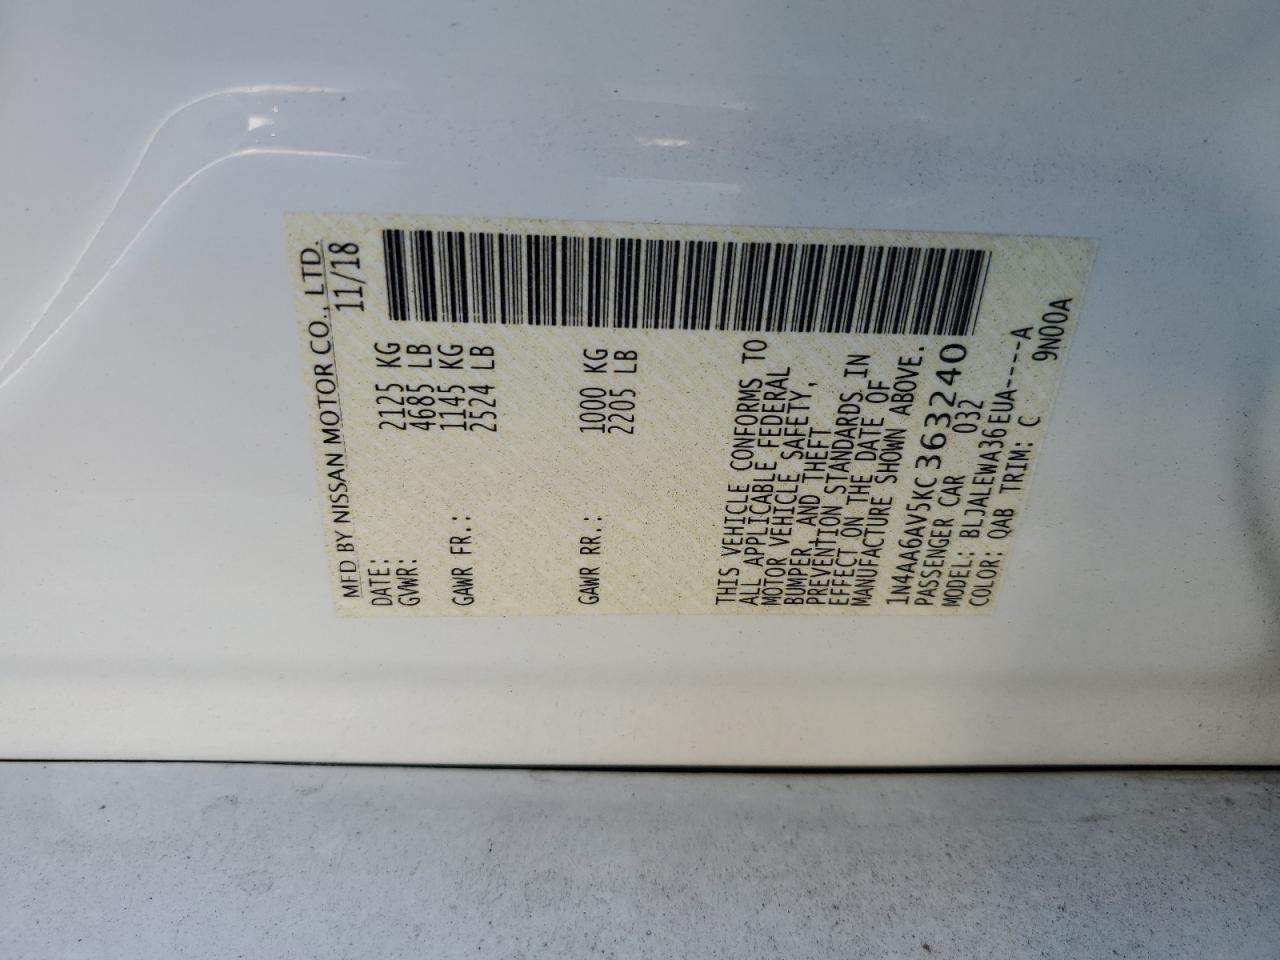 MFD BY NISSAN MOTOR CO., LTD.
DATE: 11/18
GVWR: 2125 KG
4685 LB
GAWR FR.: 1145 KG
2524 LB
GAWR RR.: 1000 KG
2205 LB
THIS VEHICLE CONFORMS TO
ALL APPLICABLE FEDERAL
MOTOR VEHICLE SAFETY,
BUMPER, AND THEFT
PREVENTION STANDARDS IN
EFFECT ON THE DATE OF
MANUFACTURE SHOWN ABOVE.
1N4AA6AV5KC363240
PASSENGER CAR 032
MODEL: BLJALEWA36EUA-----A
COLOR: QAB TRIM: C 9N00A